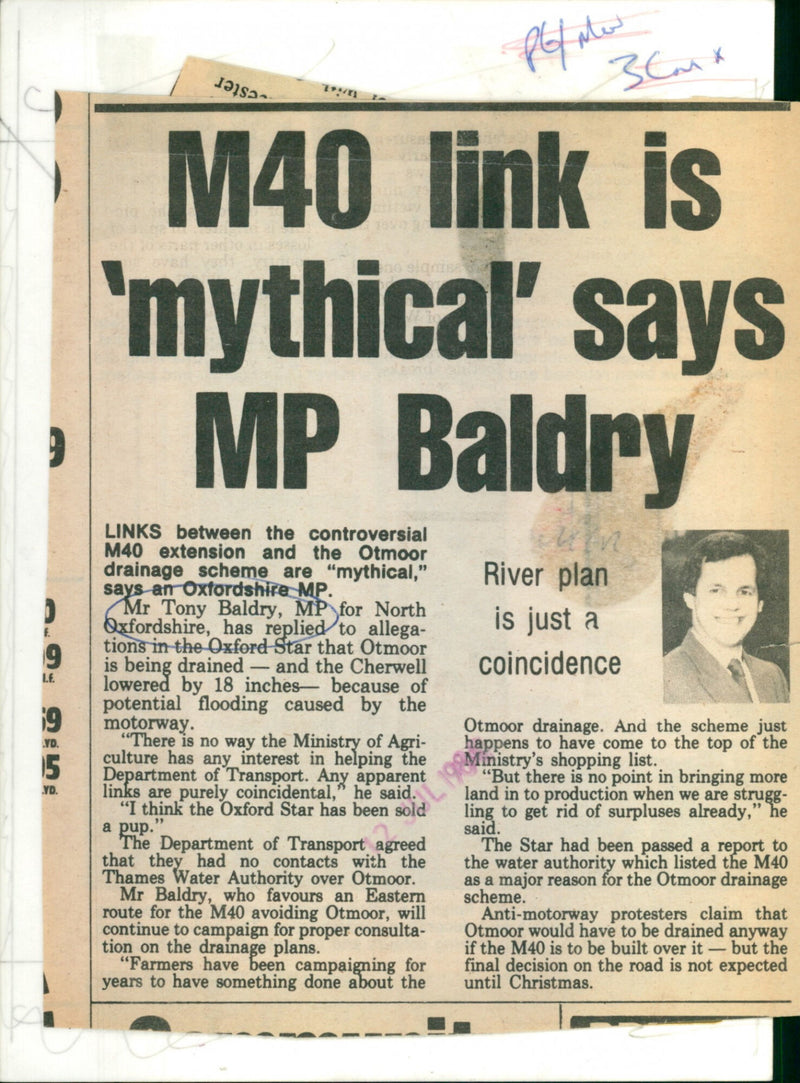 M40 link is
'mythical' says
MP Baldry
LINKS between the controversial
M40 extension and the Otmoor
drainage scheme are "mythical,"
says an Oxfordshire MP.
Mr Tony Baldry, MP for North
Oxfordshire, has replied to allega-
tions in the Oxford Star that Otmoor
is being drained — and the Cherwell
lowered by 18 inches— because of
potential flooding caused by the
motorway.
"There is no way the Ministry of Agri-
culture has any interest in helping the
Department of Transport. Any apparent
links are purely coincidental," he said.
"I think the Oxford Star has been sold
a pup."
The Department of Transport agreed
that they had no contacts with the
Thames Water Authority over Otmoor.
Mr Baldry, who favours an Eastern
route for the M40 avoiding Otmoor, will
continue to campaign for proper consulta-
tion on the drainage plans.
"Farmers have been campaigning for
years to have something done about the
River plan
is just a
coincidence
Otmoor drainage. And the scheme just
happens to have come to the top of the
Ministry's shopping list.
"But there is no point in bringing more
land in to production when we are strugg-
ling to get rid of surpluses already," he
said.
The Star had been passed a report to
the water authority which listed the M40
as a major reason for the Otmoor drainage
scheme.
Anti-motorway protesters claim that
Otmoor would have to be drained anyway
if the M40 is to be built over it — but the
final decision on the road is not expected
until Christmas.